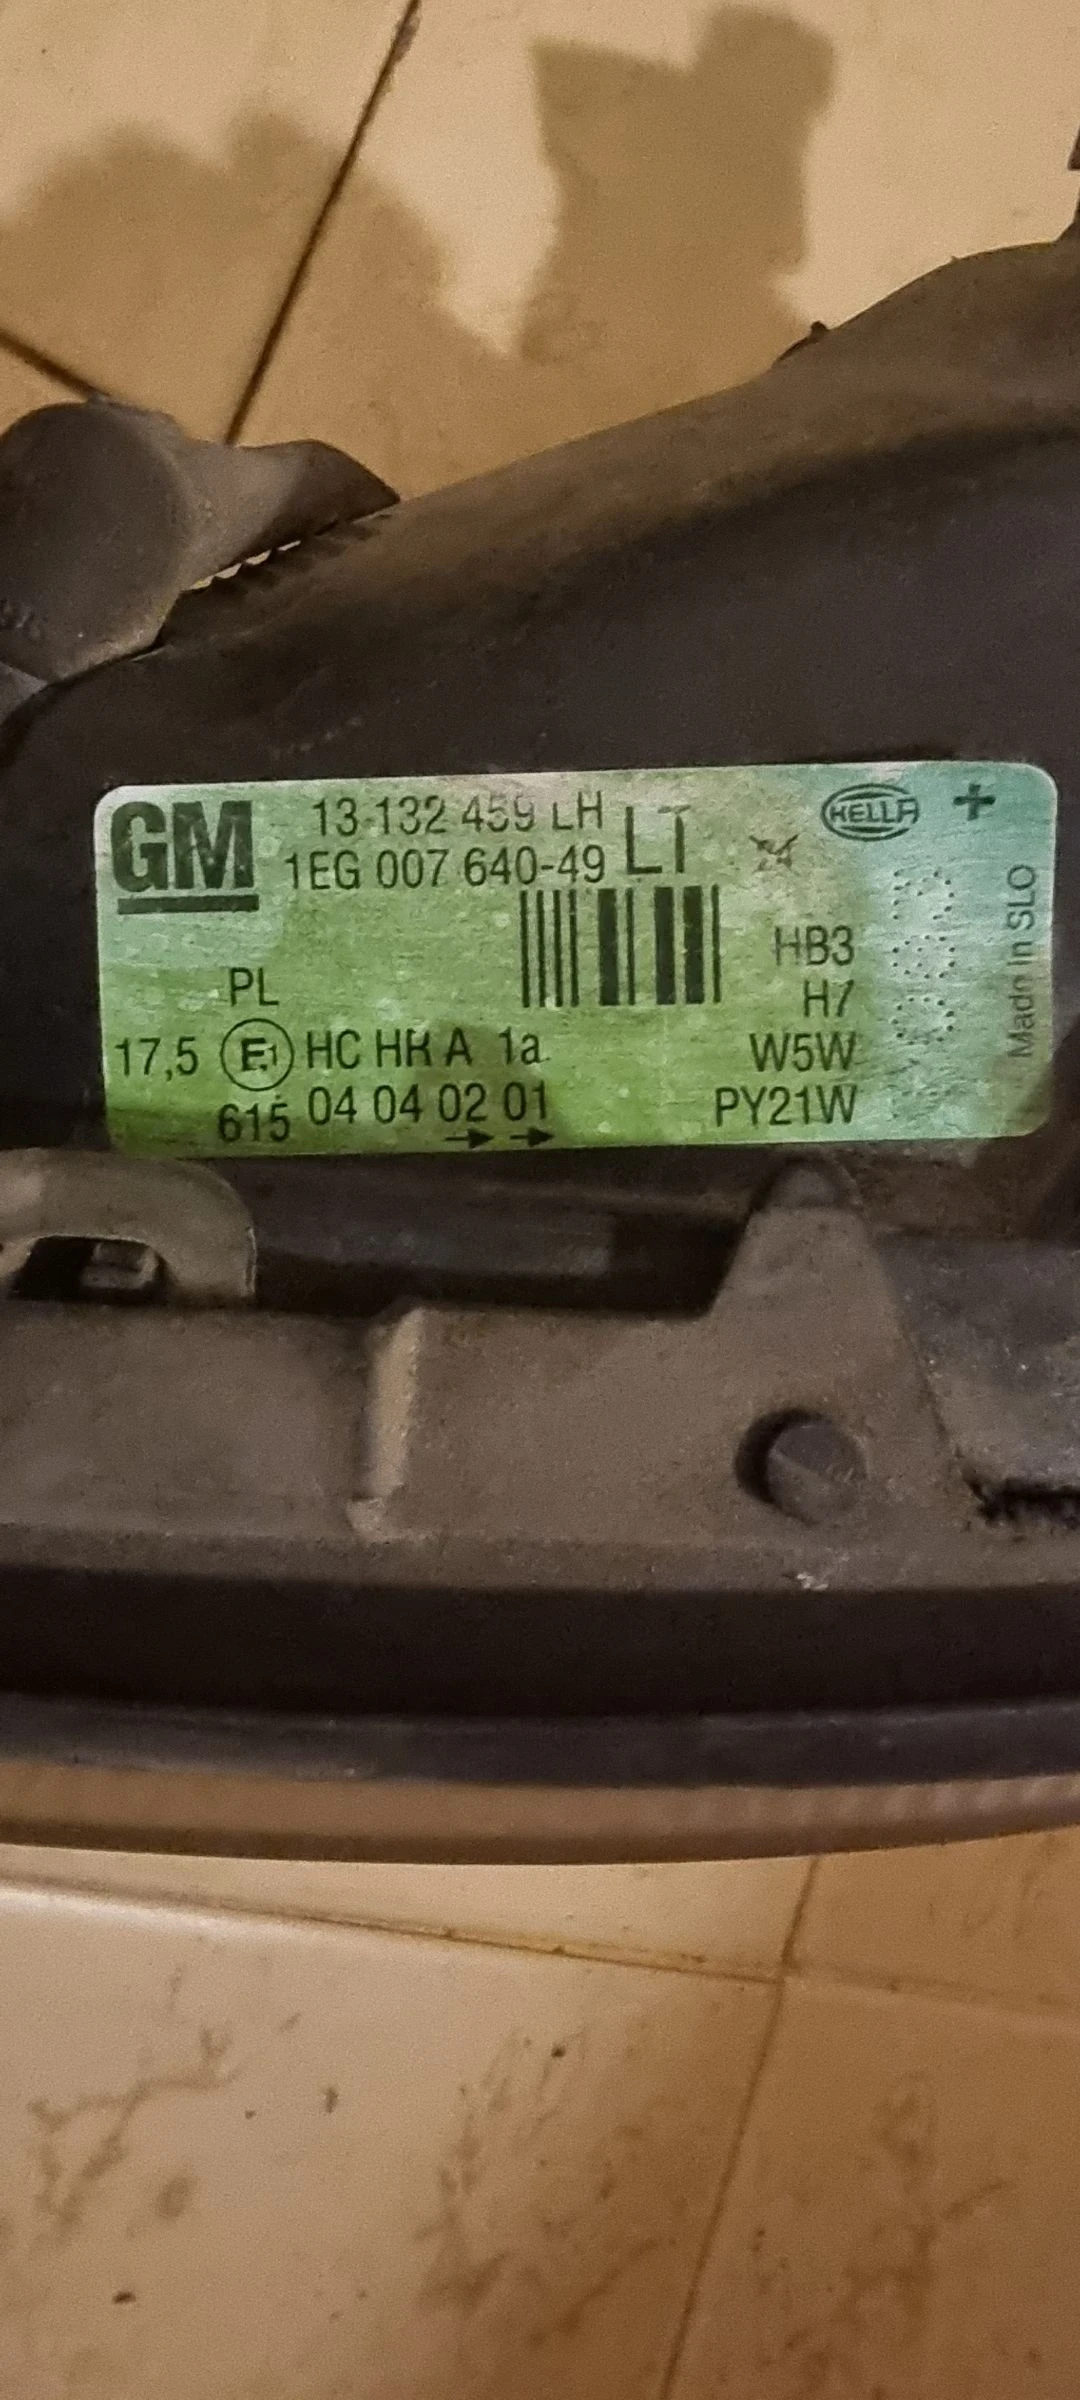 GM 13-132 459 LH LT HELLA +
1EG 007 640-49
HB3
PL H7
17,5 E1 HC HR A 1a W5W
615 04 04 02 01 PY21W
→ →
Made In SLO